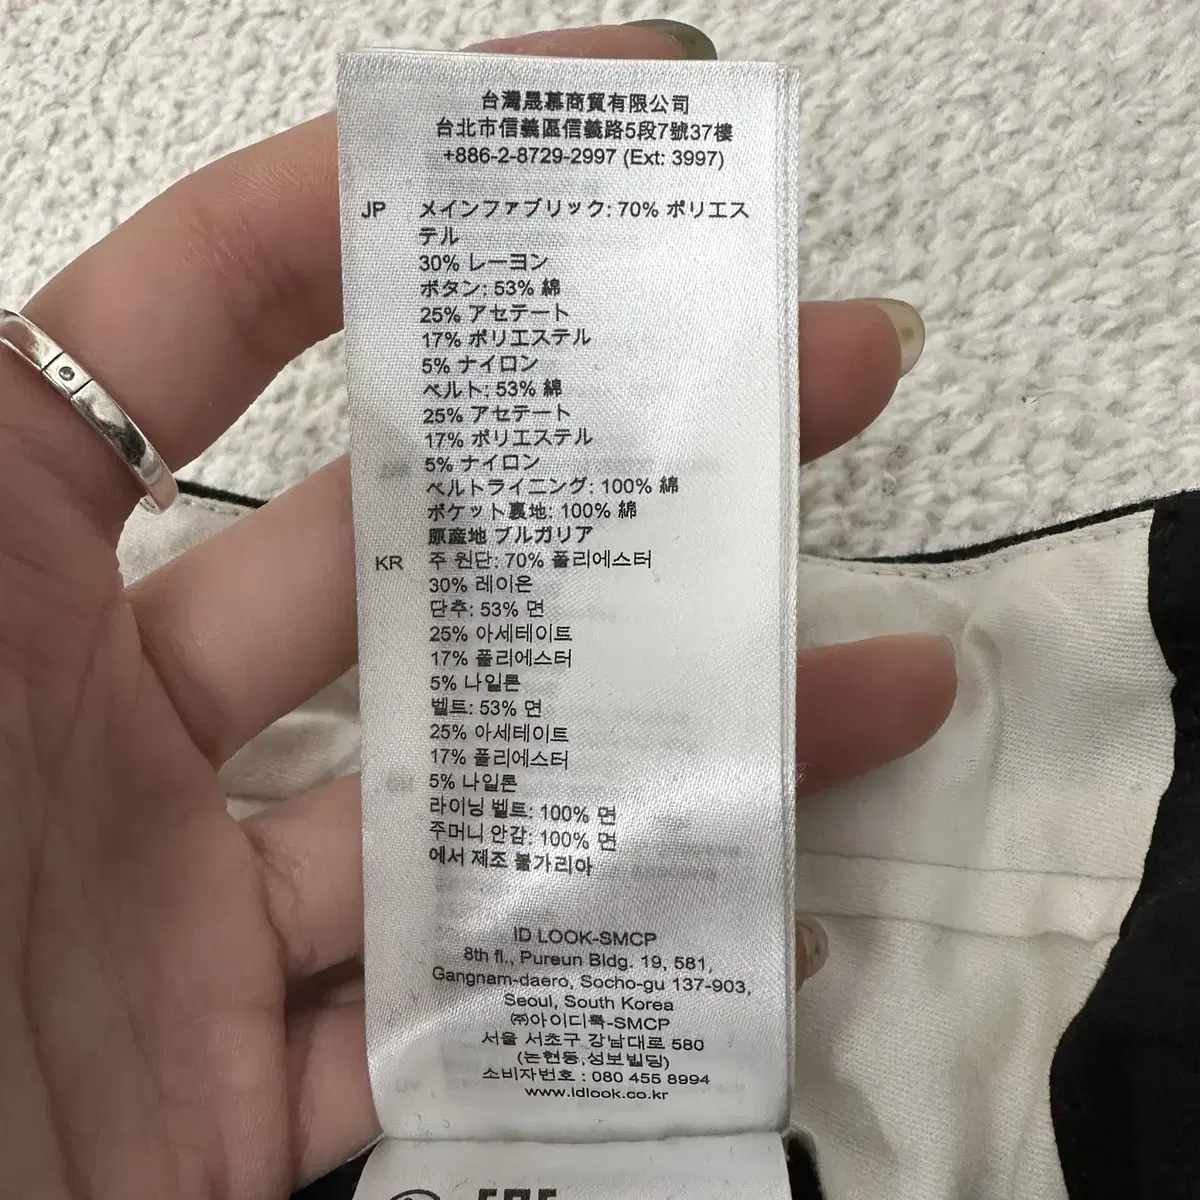 台灣晟幕商貿有限公司
台北市信義區信義路5段7號37樓
+886-2-8729-2997 (Ext: 3997)
JP メインファブリック: 70% ポリエス
テル
30% レーヨン
ボタン: 53% 綿
25% アセテート
17% ポリエステル
5% ナイロン
ベルト: 53% 綿
25% アセテート
17% ポリエステル
5% ナイロン
ベルトライニング: 100% 綿
ポケット裏地: 100% 綿
原産地 ブルガリア
KR 주 원단: 70% 폴리에스터
30% 레이온
단추: 53% 면
25% 아세테이트
17% 폴리에스터
5% 나일론
벨트: 53% 면
25% 아세테이트
17% 폴리에스터
5% 나일론
라이닝 벨트: 100% 면
주머니 안감: 100% 면
에서 제조 불가리아
ID LOOK-SMCP
8th fl., Pureun Bldg. 19, 581,
Gangnam-daero, Socho-gu 137-903,
Seoul, South Korea
㈜아이디룩-SMCP
서울 서초구 강남대로 580
(논현동,성보빌딩)
소비자번호 : 080 455 8994
www.idlook.co.kr